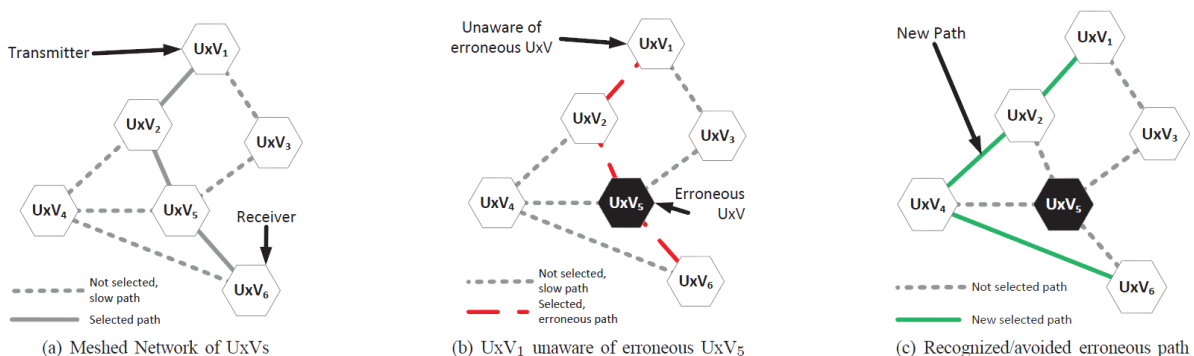 Transmitter
UxV1
UxV2
UxV3
UxV4
UxV5
Receiver
UxV6
Not selected,
slow path
Selected path
(a) Meshed Network of UxVs
Unaware of
erroneous UxV
UxV1
UxV2
UxV3
UxV4
UxV5
Erroneous
UxV
UxV6
Not selected,
slow path
Selected,
erroneous path
(b) UxV1 unaware of erroneous UxV5
New Path
UxV1
UxV2
UxV3
UxV4
UxV5
UxV6
Not selected path
New selected path
(c) Recognized/avoided erroneous path